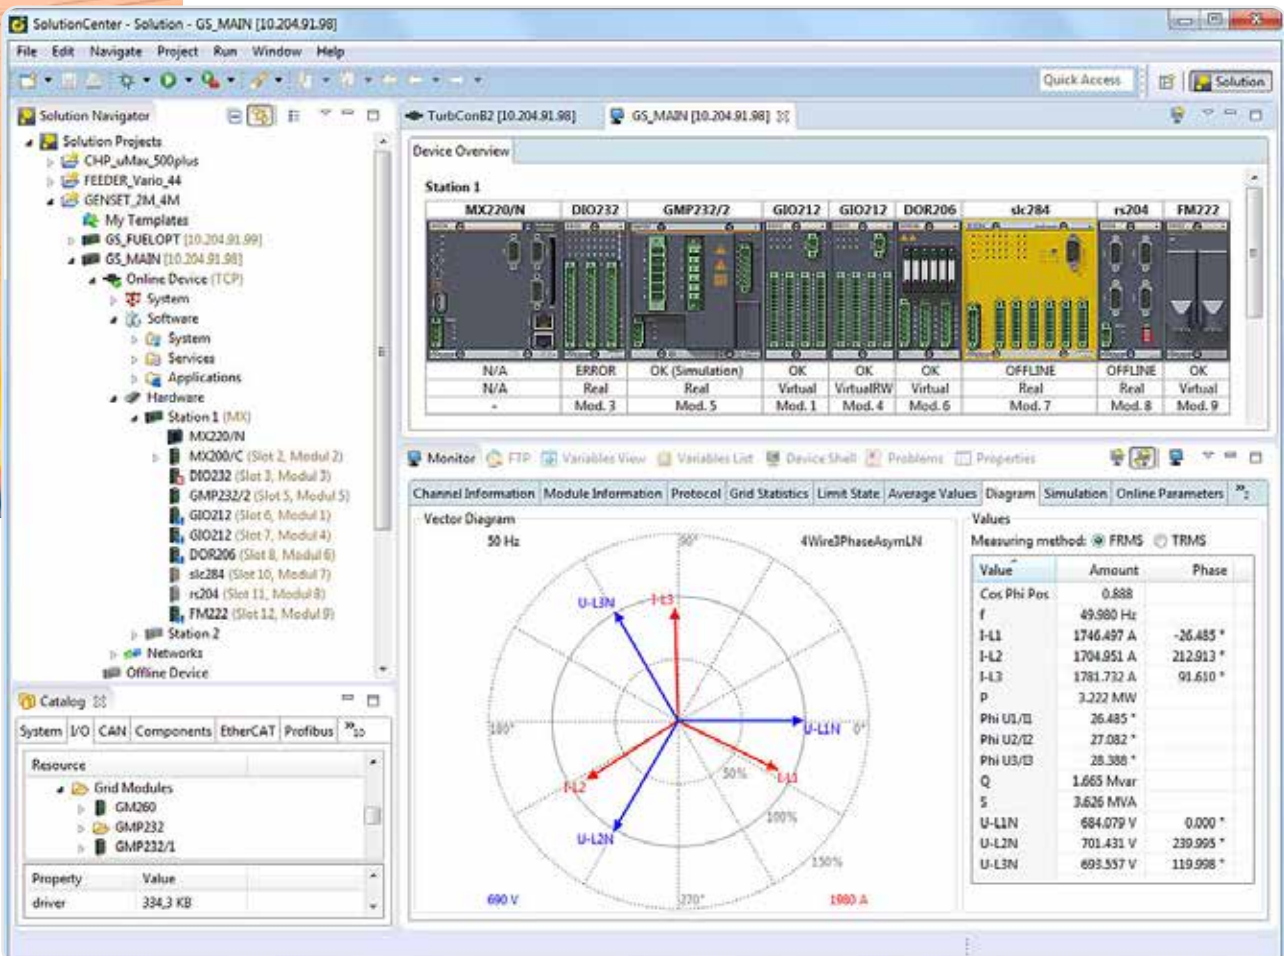 SolutionCenter - Solution - GS_MAIN [10.204.91.98]
File Edit Navigate Project Run Window Help
Quick Access
Solution
Solution Navigator
Solution Projects
CHP_uMax_500plus
FEEDER_Vario_44
GENSET_2M_4M
My Templates
GS_FUELOPT [10.204.91.99]
GS_MAIN [10.204.91.98]
Online Device (TCP)
System
Software
System
Services
Applications
Hardware
Station 1 (MX)
MX220/N
MX200/C (Slot 2, Modul 2)
DIO232 (Slot 3, Modul 3)
GMP232/2 (Slot 5, Modul 5)
GIO212 (Slot 6, Modul 1)
GIO212 (Slot 7, Modul 4)
DOR206 (Slot 8, Modul 6)
slc284 (Slot 10, Modul 7)
rs204 (Slot 11, Modul 8)
FM222 (Slot 12, Modul 9)
Station 2
Networks
Offline Device
Catalog
System I/O CAN Components EtherCAT Profibus »10
Resource
Grid Modules
GM260
GMP232
GMP232/1
Property Value
driver 334,3 KB
TurbConB2 [10.204.91.98] GS_MAIN [10.204.91.98]
Device Overview
Station 1
MX220/N DIO232 GMP232/2 GIO212 GIO212 DOR206 slc284 rs204 FM222
N/A ERROR OK (Simulation) OK OK OK OFFLINE OFFLINE OK
N/A Real Real Virtual VirtualRW Virtual Real Real Virtual
- Mod. 3 Mod. 5 Mod. 1 Mod. 4 Mod. 6 Mod. 7 Mod. 8 Mod. 9
Monitor FTP Variables View Variables List Device Shell Problems Properties
Channel Information Module Information Protocol Grid Statistics Limit State Average Values Diagram Simulation Online Parameters »2
Vector Diagram
50 Hz
90°
4Wire3PhaseAsymLN
U-L3N
I-L3
180°
U-L1N 0°
50%
I-L1
I-L2
100%
U-L2N
150%
690 V
270°
1980 A
Values
Measuring method: FRMS TRMS
Value Amount Phase
Cos Phi Pos 0.888
f 49.980 Hz
I-L1 1746.497 A -26.485 °
I-L2 1704.951 A 212.913 °
I-L3 1781.732 A 91.610 °
P 3.222 MW
Phi U1/I1 26.485 °
Phi U2/I2 27.082 °
Phi U3/I3 28.388 °
Q 1.665 Mvar
S 3.626 MVA
U-L1N 684.079 V 0.000 °
U-L2N 701.431 V 239.995 °
U-L3N 693.557 V 119.998 °